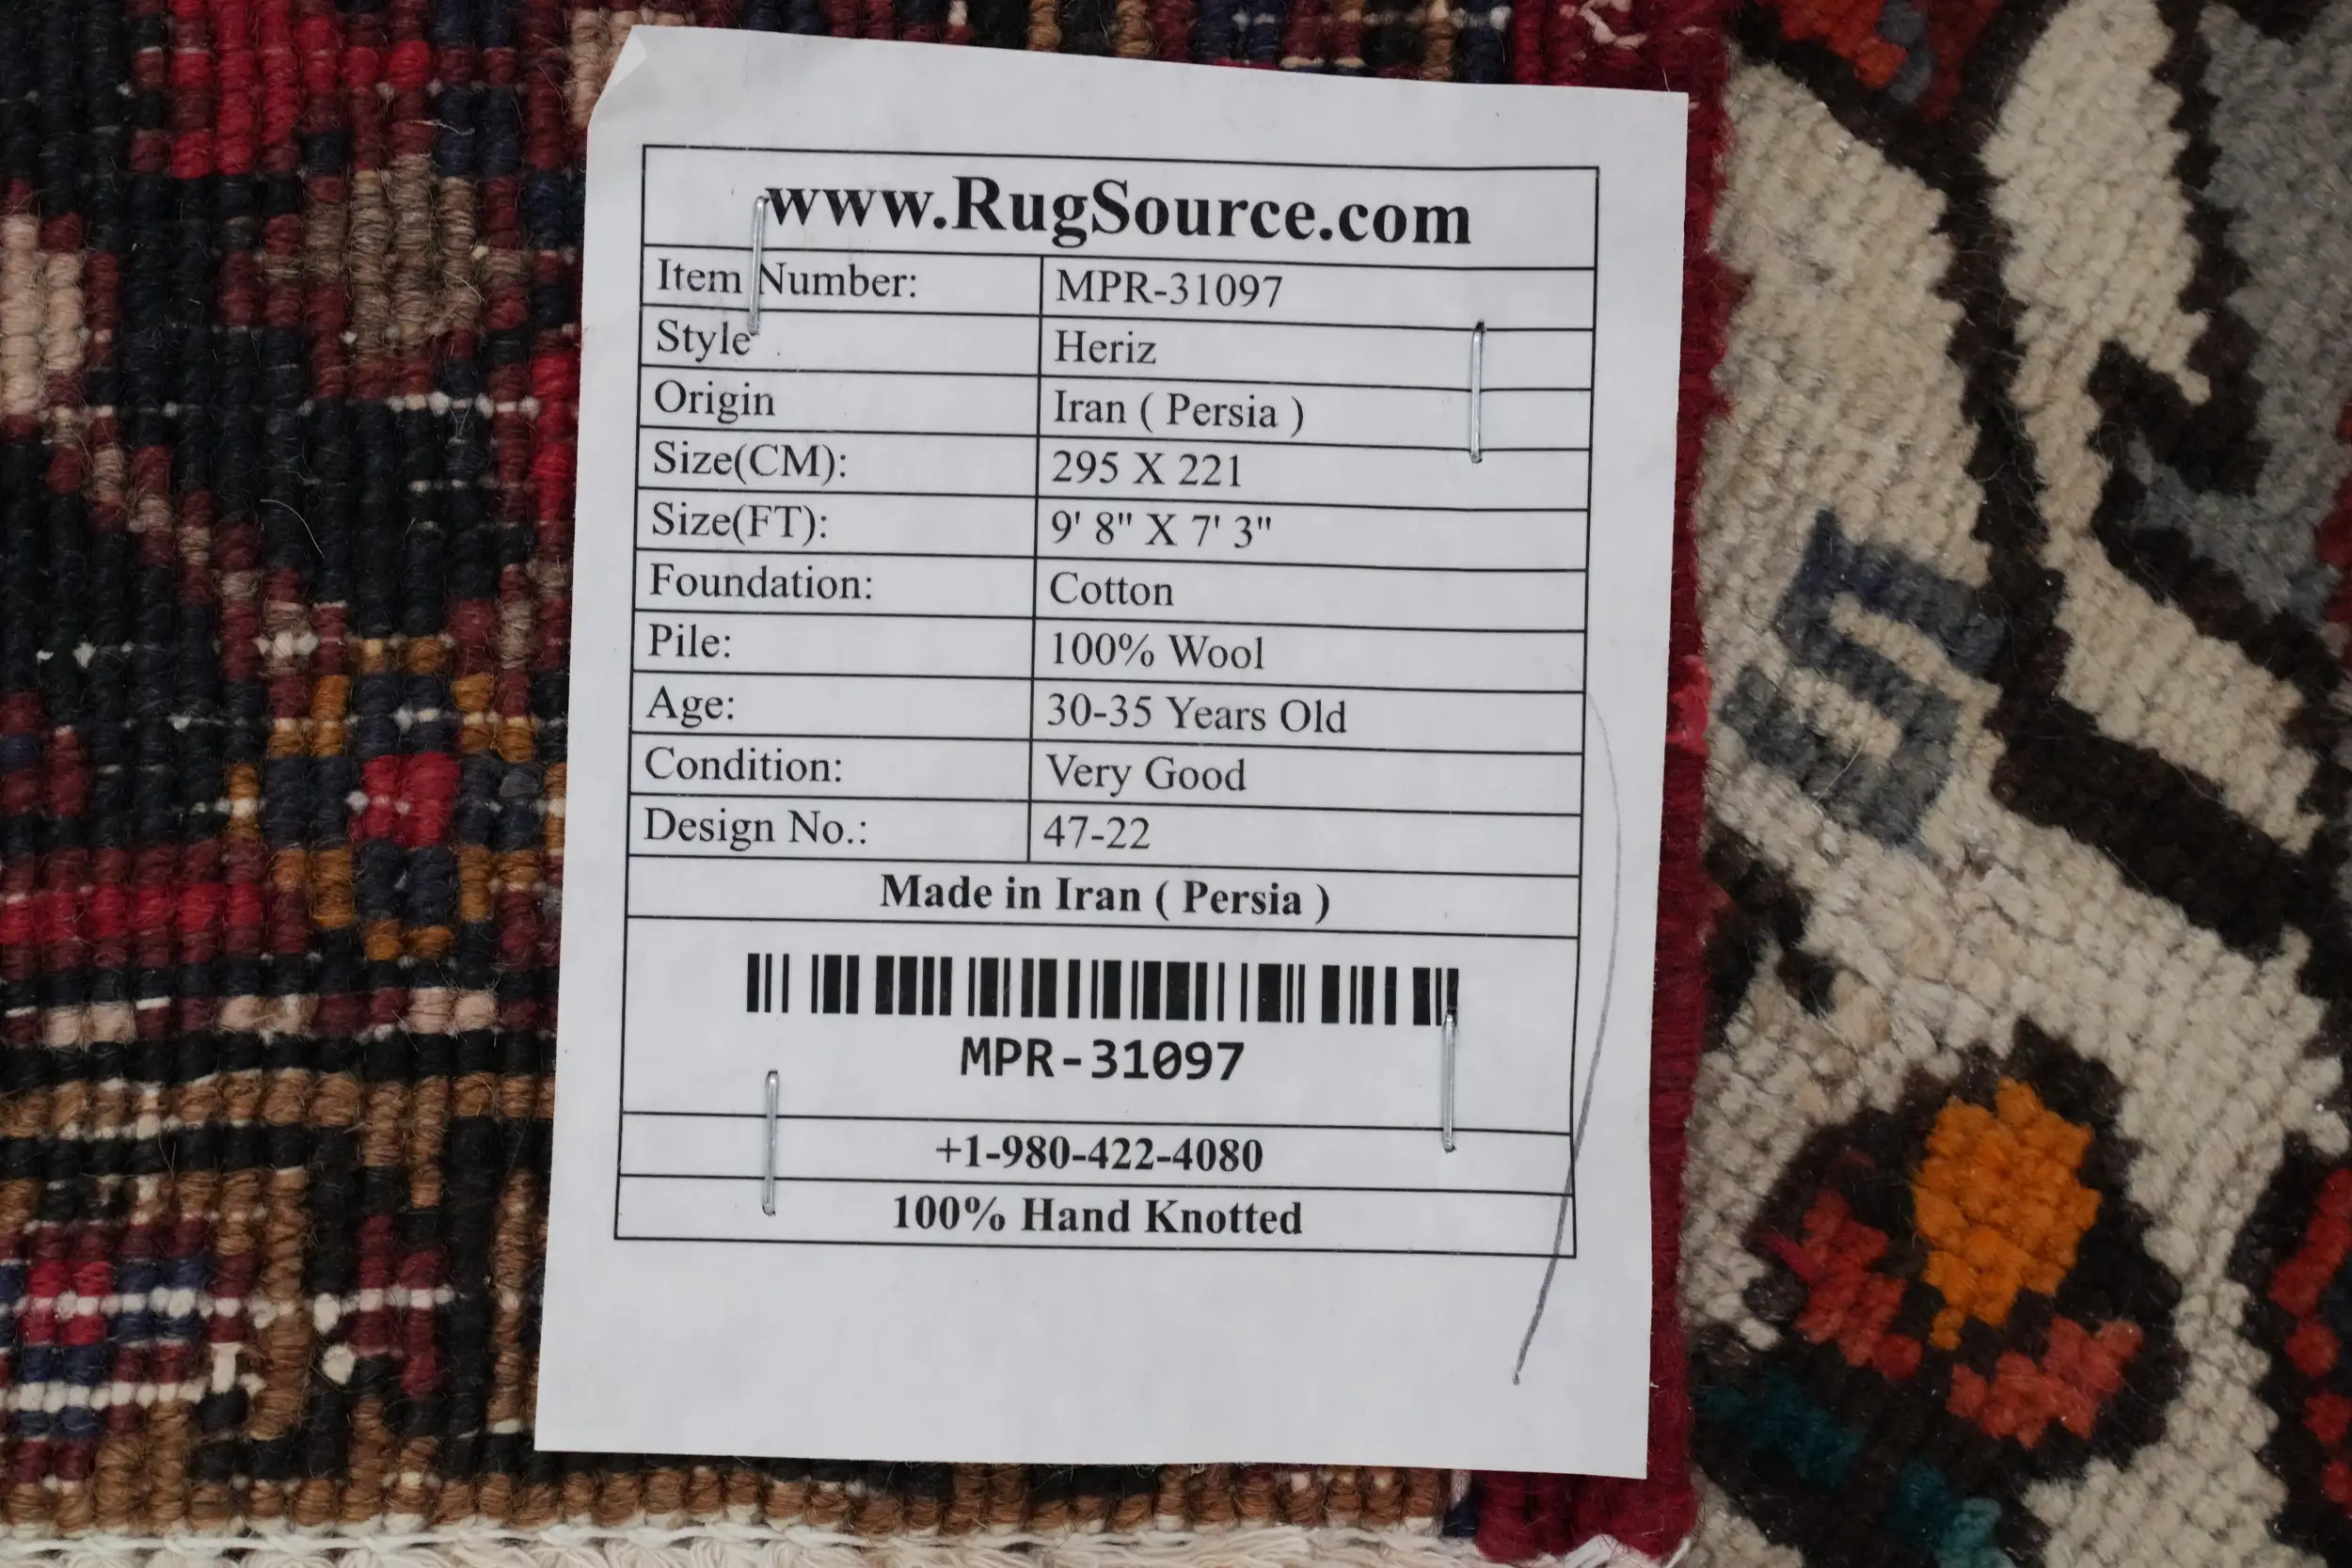 www.RugSource.com
Item Number: MPR-31097
Style Heriz
Origin Iran ( Persia )
Size(CM): 295 X 221
Size(FT): 9' 8" X 7' 3"
Foundation: Cotton
Pile: 100% Wool
Age: 30-35 Years Old
Condition: Very Good
Design No.: 47-22
Made in Iran ( Persia )
MPR-31097
+1-980-422-4080
100% Hand Knotted